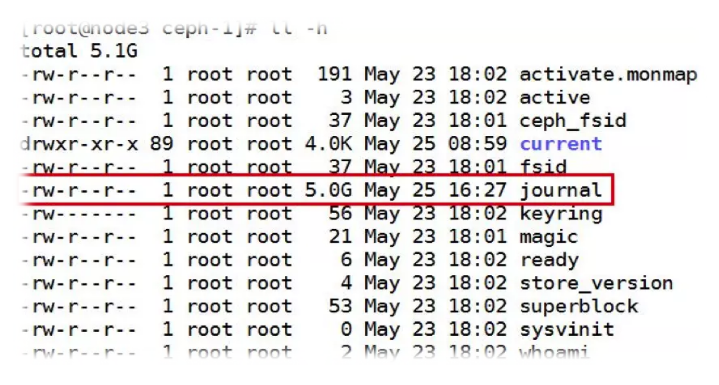 [root@node3 ceph-1]# ll -h
total 5.1G
-rw-r--r-- 1 root root 191 May 23 18:02 activate.monmap
-rw-r--r-- 1 root root 3 May 23 18:02 active
-rw-r--r-- 1 root root 37 May 23 18:01 ceph_fsid
drwxr-xr-x 89 root root 4.0K May 25 08:59 current
-rw-r--r-- 1 root root 37 May 23 18:01 fsid
-rw-r--r-- 1 root root 5.0G May 25 16:27 journal
-rw------- 1 root root 56 May 23 18:02 keyring
-rw-r--r-- 1 root root 21 May 23 18:01 magic
-rw-r--r-- 1 root root 6 May 23 18:02 ready
-rw-r--r-- 1 root root 4 May 23 18:02 store_version
-rw-r--r-- 1 root root 53 May 23 18:02 superblock
-rw-r--r-- 1 root root 0 May 23 18:02 sysvinit
-rw-r--r-- 1 root root 2 May 23 18:02 whoami